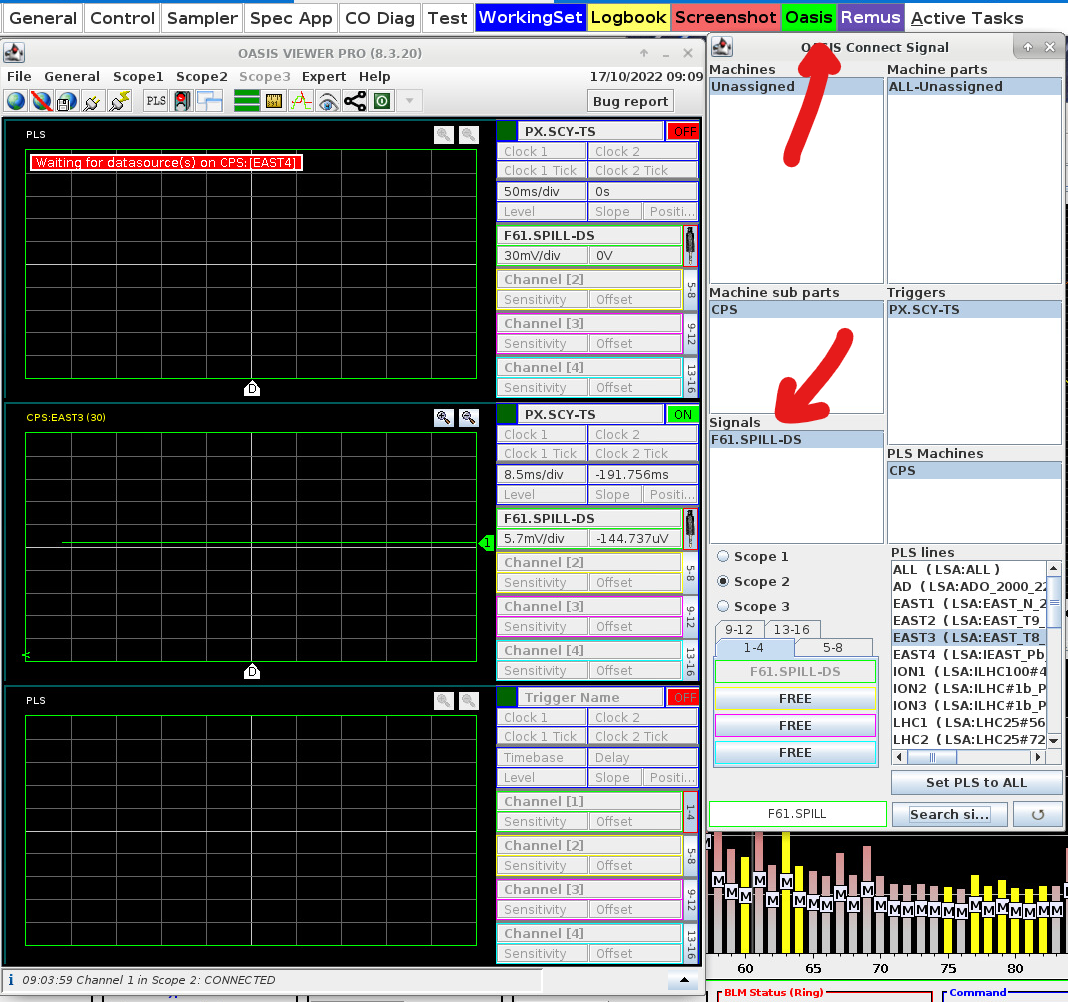 General Control Sampler Spec App CO Diag Test WorkingSet Logbook Screenshot Oasis Remus Active Tasks
OASIS VIEWER PRO (8.3.20)
File General Scope1 Scope2 Scope3 Expert Help
17/10/2022 09:09
PLS
Bug report
PLS
Waiting for datasource(s) on CPS: [EAST4]
D
PX.SCY-TS OFF
Clock 1 Clock 2
Clock 1 Tick Clock 2 Tick
50ms/div 0s
Level Slope Positi...
F61.SPILL-DS
30mV/div 0V
Channel [2]
Sensitivity Offset
5-8
Channel [3]
Sensitivity Offset
9-12
Channel [4]
Sensitivity Offset
13-16
CPS:EAST3 (30)
1
D
PX.SCY-TS ON
Clock 1 Clock 2
Clock 1 Tick Clock 2 Tick
8.5ms/div -191.756ms
Level Slope Positi...
F61.SPILL-DS
5.7mV/div -144.737uV
Channel [2]
Sensitivity Offset
5-8
Channel [3]
Sensitivity Offset
9-12
Channel [4]
Sensitivity Offset
13-16
PLS
Trigger Name OFF
Clock 1 Clock 2
Clock 1 Tick Clock 2 Tick
Timebase Delay
Level Slope Positi...
Channel [1]
Sensitivity Offset
1-4
Channel [2]
Sensitivity Offset
5-8
Channel [3]
Sensitivity Offset
9-12
Channel [4]
Sensitivity Offset
13-16
09:03:59 Channel 1 in Scope 2: CONNECTED
Connect Signal
Machines
Unassigned
Machine parts
ALL-Unassigned
Machine sub parts
CPS
Triggers
PX.SCY-TS
Signals
F61.SPILL-DS
PLS Machines
CPS
Scope 1
Scope 2
Scope 3
9-12 13-16
1-4 5-8
F61.SPILL-DS
FREE
FREE
FREE
F61.SPILL
PLS lines
ALL ( LSA:ALL )
AD ( LSA:ADO_2000_22
EAST1 ( LSA:EAST_N_2
EAST2 ( LSA:EAST_T9_
EAST3 ( LSA:EAST_T8_
EAST4 ( LSA:IEAST_Pb_
ION1 ( LSA:ILHC100#4
ION2 ( LSA:ILHC#1b_P
ION3 ( LSA:ILHC#1b_P
LHC1 ( LSA:LHC25#56
LHC2 ( LSA:LHC25#72
Set PLS to ALL
Search si...
M M M M M M M M M M M M M M M M M M M M M M M M M M
60 65 70 75 80
BLM Status (Ring) Command